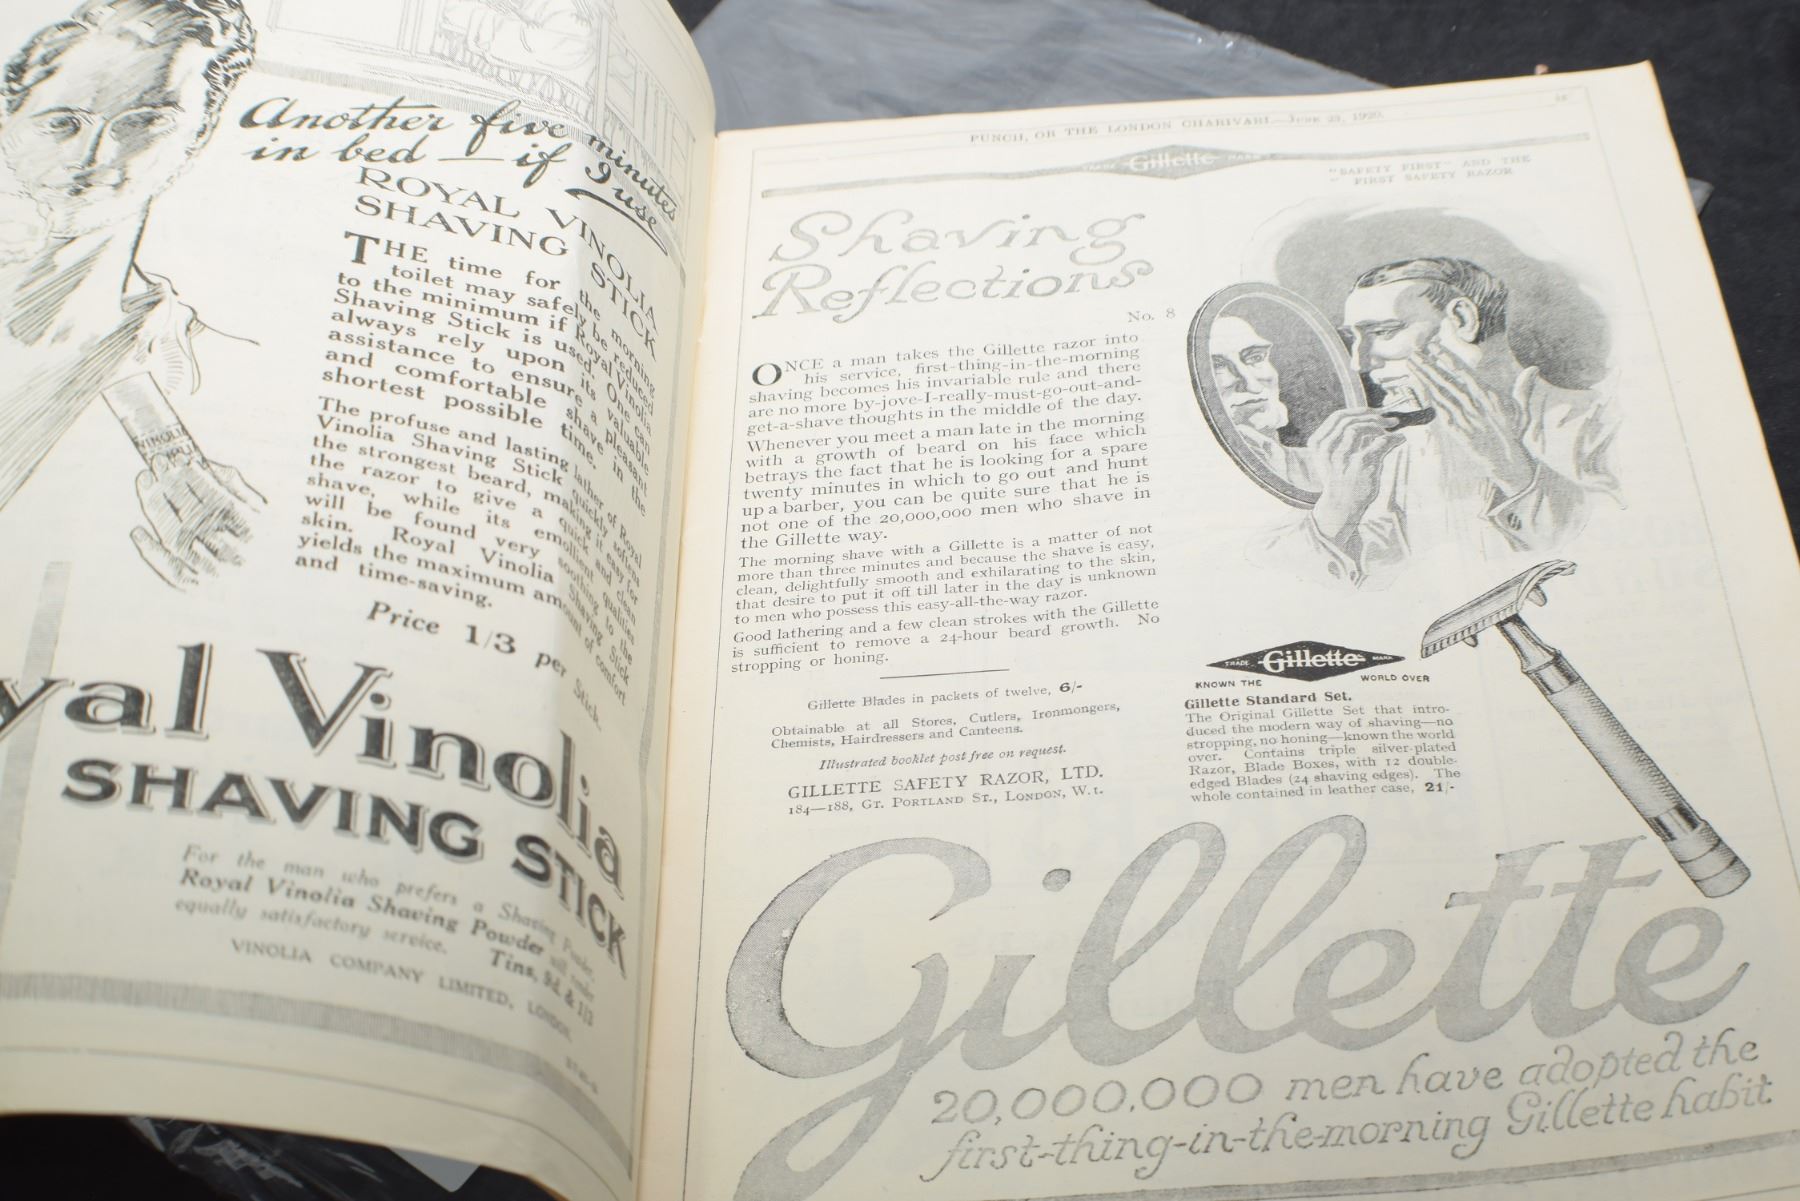 Another five minutes
in bed — if I use
ROYAL VINOLIA
SHAVING STICK
THE time for the morning
toilet may safely be reduced
to the minimum if Royal Vinolia
Shaving Stick is used. One can
always rely upon its valuable
assistance to ensure a pleasant
and comfortable shave in the
shortest possible time.
The profuse and lasting lather of Royal
Vinolia Shaving Stick quickly softens
the strongest beard, making it easy for
the razor to give a quick and clean
shave, while its emollient qualities
will be found very soothing to the
skin. Royal Vinolia Shaving Stick
yields the maximum amount of comfort
and time-saving.
Price 1/3 per Stick.
VINOLIA
yal Vinolia
SHAVING STICK
For the man who prefers a Shaving Powder,
Royal Vinolia Shaving Powder will render
equally satisfactory service. Tins, 9d. & 1/3
VINOLIA COMPANY LIMITED, LONDON.
PUNCH, OR THE LONDON CHARIVARI.—JUNE 23, 1920.
TRADE Gillette MARK
"SAFETY FIRST" AND THE
" FIRST SAFETY RAZOR
Shaving
Reflections
No. 8
ONCE a man takes the Gillette razor into
his service, first-thing-in-the-morning
shaving becomes his invariable rule and there
are no more by-jove-I-really-must-go-out-and-
get-a-shave thoughts in the middle of the day.
Whenever you meet a man late in the morning
with a growth of beard on his face which
betrays the fact that he is looking for a spare
twenty minutes in which to go out and hunt
up a barber, you can be quite sure that he is
not one of the 20,000,000 men who shave in
the Gillette way.
The morning shave with a Gillette is a matter of not
more than three minutes and because the shave is easy,
clean, delightfully smooth and exhilarating to the skin,
that desire to put it off till later in the day is unknown
to men who possess this easy-all-the-way razor.
Good lathering and a few clean strokes with the Gillette
is sufficient to remove a 24-hour beard growth. No
stropping or honing.
Gillette Blades in packets of twelve, 6/-
Obtainable at all Stores, Cutlers, Ironmongers,
Chemists, Hairdressers and Canteens.
Illustrated booklet post free on request.
GILLETTE SAFETY RAZOR, LTD.
184—188, GT. PORTLAND ST., LONDON, W.1.
TRADE Gillette MARK
KNOWN THE WORLD OVER
Gillette Standard Set.
The Original Gillette Set that intro-
duced the modern way of shaving—no
stropping, no honing—known the world
over. Contains triple silver-plated
Razor, Blade Boxes, with 12 double-
edged Blades (24 shaving edges). The
whole contained in leather case, 21/-
Gillette
20,000,000 men have adopted the
first-thing-in-the-morning Gillette habit